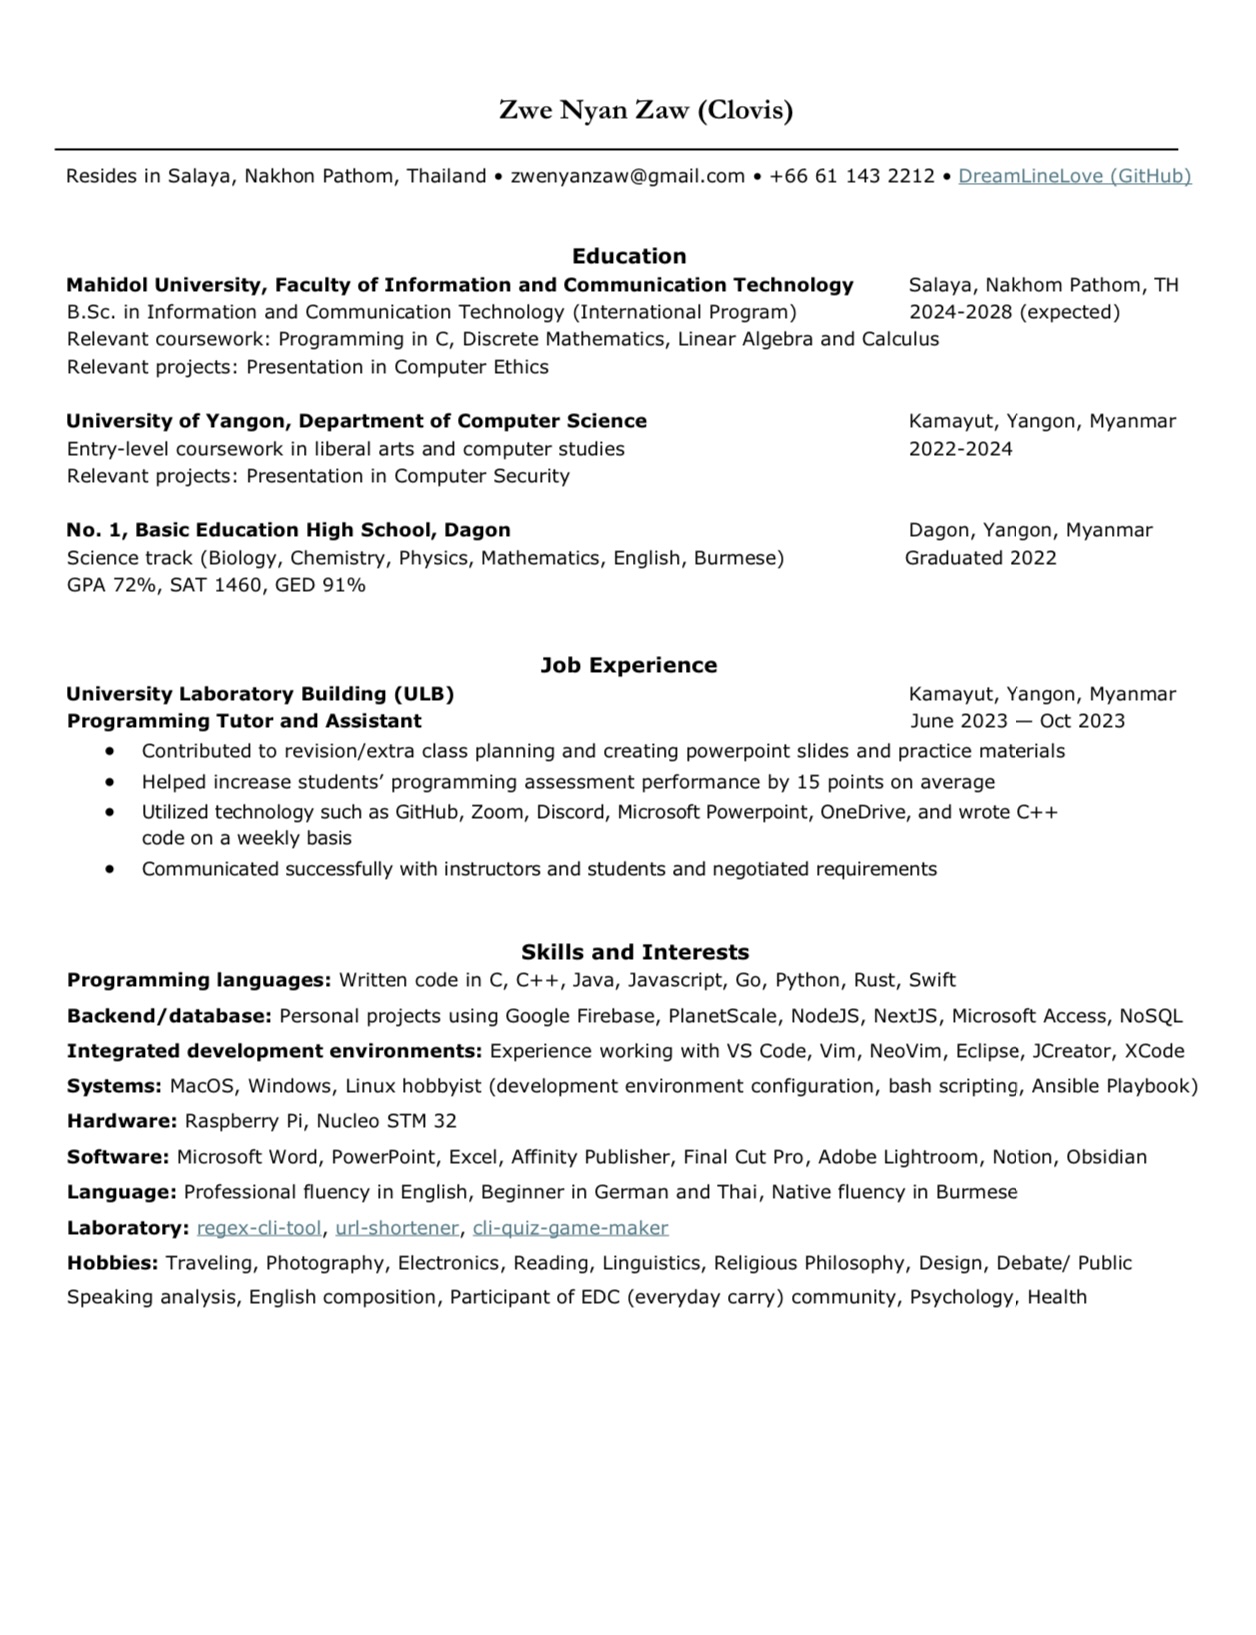 Zwe Nyan Zaw (Clovis)
Resides in Salaya, Nakhon Pathom, Thailand • zwenyanzaw@gmail.com • +66 61 143 2212 • DreamLineLove (GitHub)
Education
Mahidol University, Faculty of Information and Communication Technology Salaya, Nakhom Pathom, TH
B.Sc. in Information and Communication Technology (International Program) 2024-2028 (expected)
Relevant coursework: Programming in C, Discrete Mathematics, Linear Algebra and Calculus
Relevant projects: Presentation in Computer Ethics
University of Yangon, Department of Computer Science Kamayut, Yangon, Myanmar
Entry-level coursework in liberal arts and computer studies 2022-2024
Relevant projects: Presentation in Computer Security
No. 1, Basic Education High School, Dagon Dagon, Yangon, Myanmar
Science track (Biology, Chemistry, Physics, Mathematics, English, Burmese) Graduated 2022
GPA 72%, SAT 1460, GED 91%
Job Experience
University Laboratory Building (ULB) Kamayut, Yangon, Myanmar
Programming Tutor and Assistant June 2023 — Oct 2023
• Contributed to revision/extra class planning and creating powerpoint slides and practice materials
• Helped increase students’ programming assessment performance by 15 points on average
• Utilized technology such as GitHub, Zoom, Discord, Microsoft Powerpoint, OneDrive, and wrote C++
code on a weekly basis
• Communicated successfully with instructors and students and negotiated requirements
Skills and Interests
Programming languages: Written code in C, C++, Java, Javascript, Go, Python, Rust, Swift
Backend/database: Personal projects using Google Firebase, PlanetScale, NodeJS, NextJS, Microsoft Access, NoSQL
Integrated development environments: Experience working with VS Code, Vim, NeoVim, Eclipse, JCreator, XCode
Systems: MacOS, Windows, Linux hobbyist (development environment configuration, bash scripting, Ansible Playbook)
Hardware: Raspberry Pi, Nucleo STM 32
Software: Microsoft Word, PowerPoint, Excel, Affinity Publisher, Final Cut Pro, Adobe Lightroom, Notion, Obsidian
Language: Professional fluency in English, Beginner in German and Thai, Native fluency in Burmese
Laboratory: regex-cli-tool, url-shortener, cli-quiz-game-maker
Hobbies: Traveling, Photography, Electronics, Reading, Linguistics, Religious Philosophy, Design, Debate/ Public
Speaking analysis, English composition, Participant of EDC (everyday carry) community, Psychology, Health